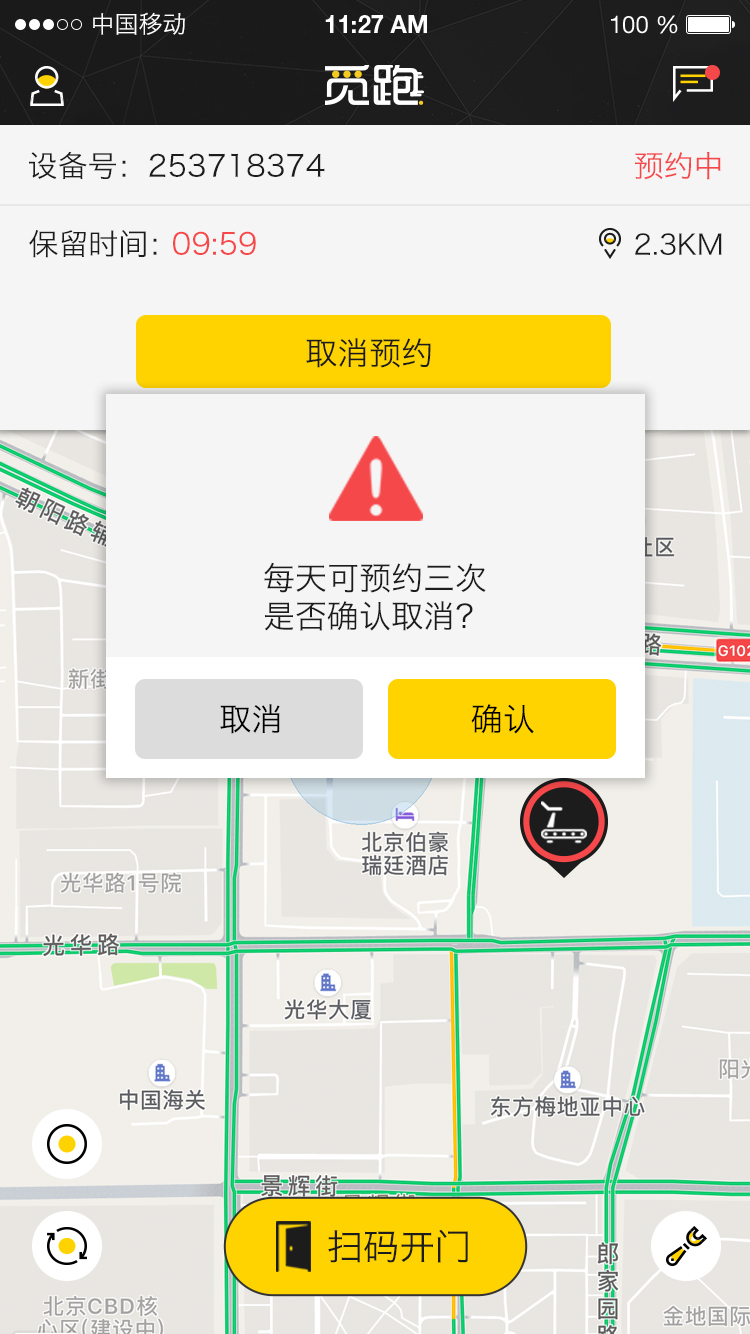 中国移动 11:27 AM 100 %
觅跑
设备号：253718374 预约中
保留时间：09:59 2.3KM
取消预约
每天可预约三次
是否确认取消？
取消 确认
朝阳路辅
社区
路 G102
新街
北京伯豪
瑞廷酒店
光华路1号院
光华路
光华大厦
中国海关
东方梅地亚中心
阳光
景辉街
扫码开门
郎家园路
北京CBD核
心区(建设中)
金地国际